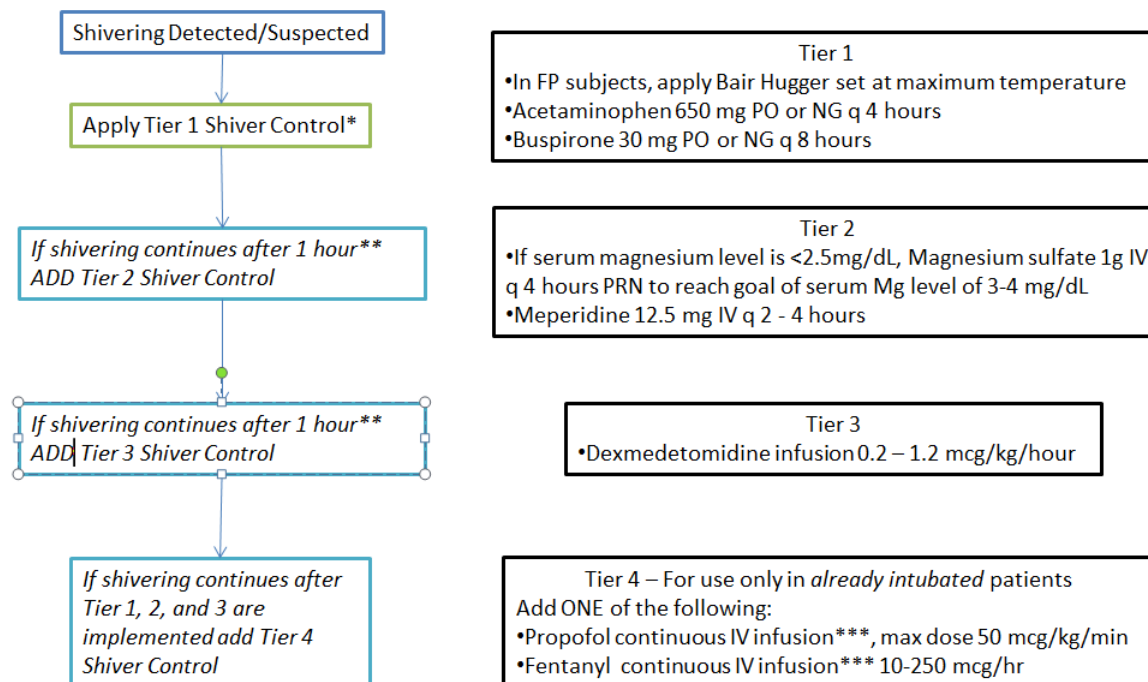 Shivering Detected/Suspected
Apply Tier 1 Shiver Control*
If shivering continues after 1 hour**
ADD Tier 2 Shiver Control
If shivering continues after 1 hour**
ADD Tier 3 Shiver Control
If shivering continues after
Tier 1, 2, and 3 are
implemented add Tier 4
Shiver Control
Tier 1
•In FP subjects, apply Bair Hugger set at maximum temperature
•Acetaminophen 650 mg PO or NG q 4 hours
•Buspirone 30 mg PO or NG q 8 hours
Tier 2
•If serum magnesium level is <2.5mg/dL, Magnesium sulfate 1g IV
q 4 hours PRN to reach goal of serum Mg level of 3-4 mg/dL
•Meperidine 12.5 mg IV q 2 - 4 hours
Tier 3
•Dexmedetomidine infusion 0.2 – 1.2 mcg/kg/hour
Tier 4 – For use only in already intubated patients
Add ONE of the following:
•Propofol continuous IV infusion***, max dose 50 mcg/kg/min
•Fentanyl continuous IV infusion*** 10-250 mcg/hr